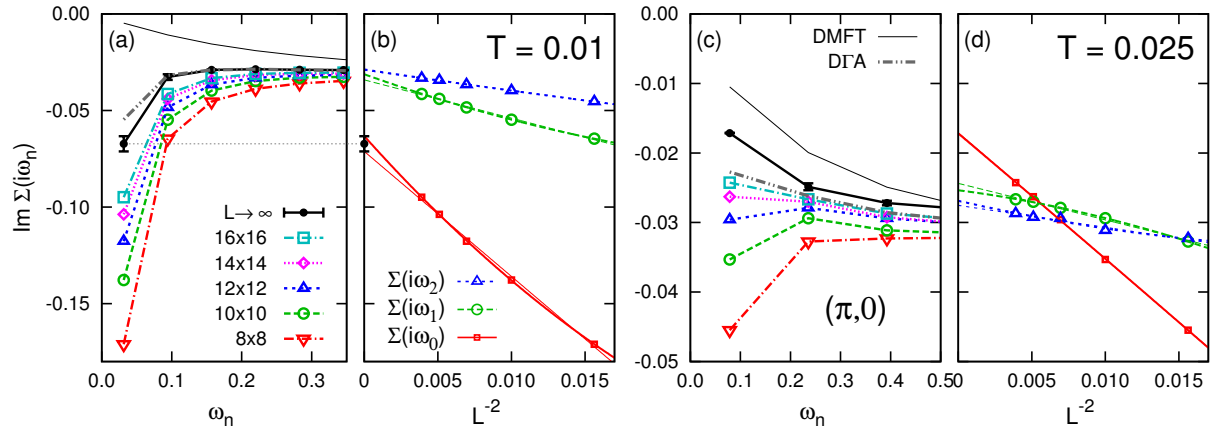 0.00
-0.05
-0.10
-0.15
Im Σ(iωn)
(a)
L→ ∞
16x16
14x14
12x12
10x10
8x8
0.0
0.1
0.2
0.3
ωn
(b)
T = 0.01
Σ(iω2)
Σ(iω1)
Σ(iω0)
0
0.005
0.010
0.015
L-2
0.00
-0.01
-0.02
-0.03
-0.04
-0.05
(c)
DMFT
DΓA
(π,0)
0.0
0.1
0.2
0.3
0.4
0.5
ωn
(d)
T = 0.025
0
0.005
0.010
0.015
L-2